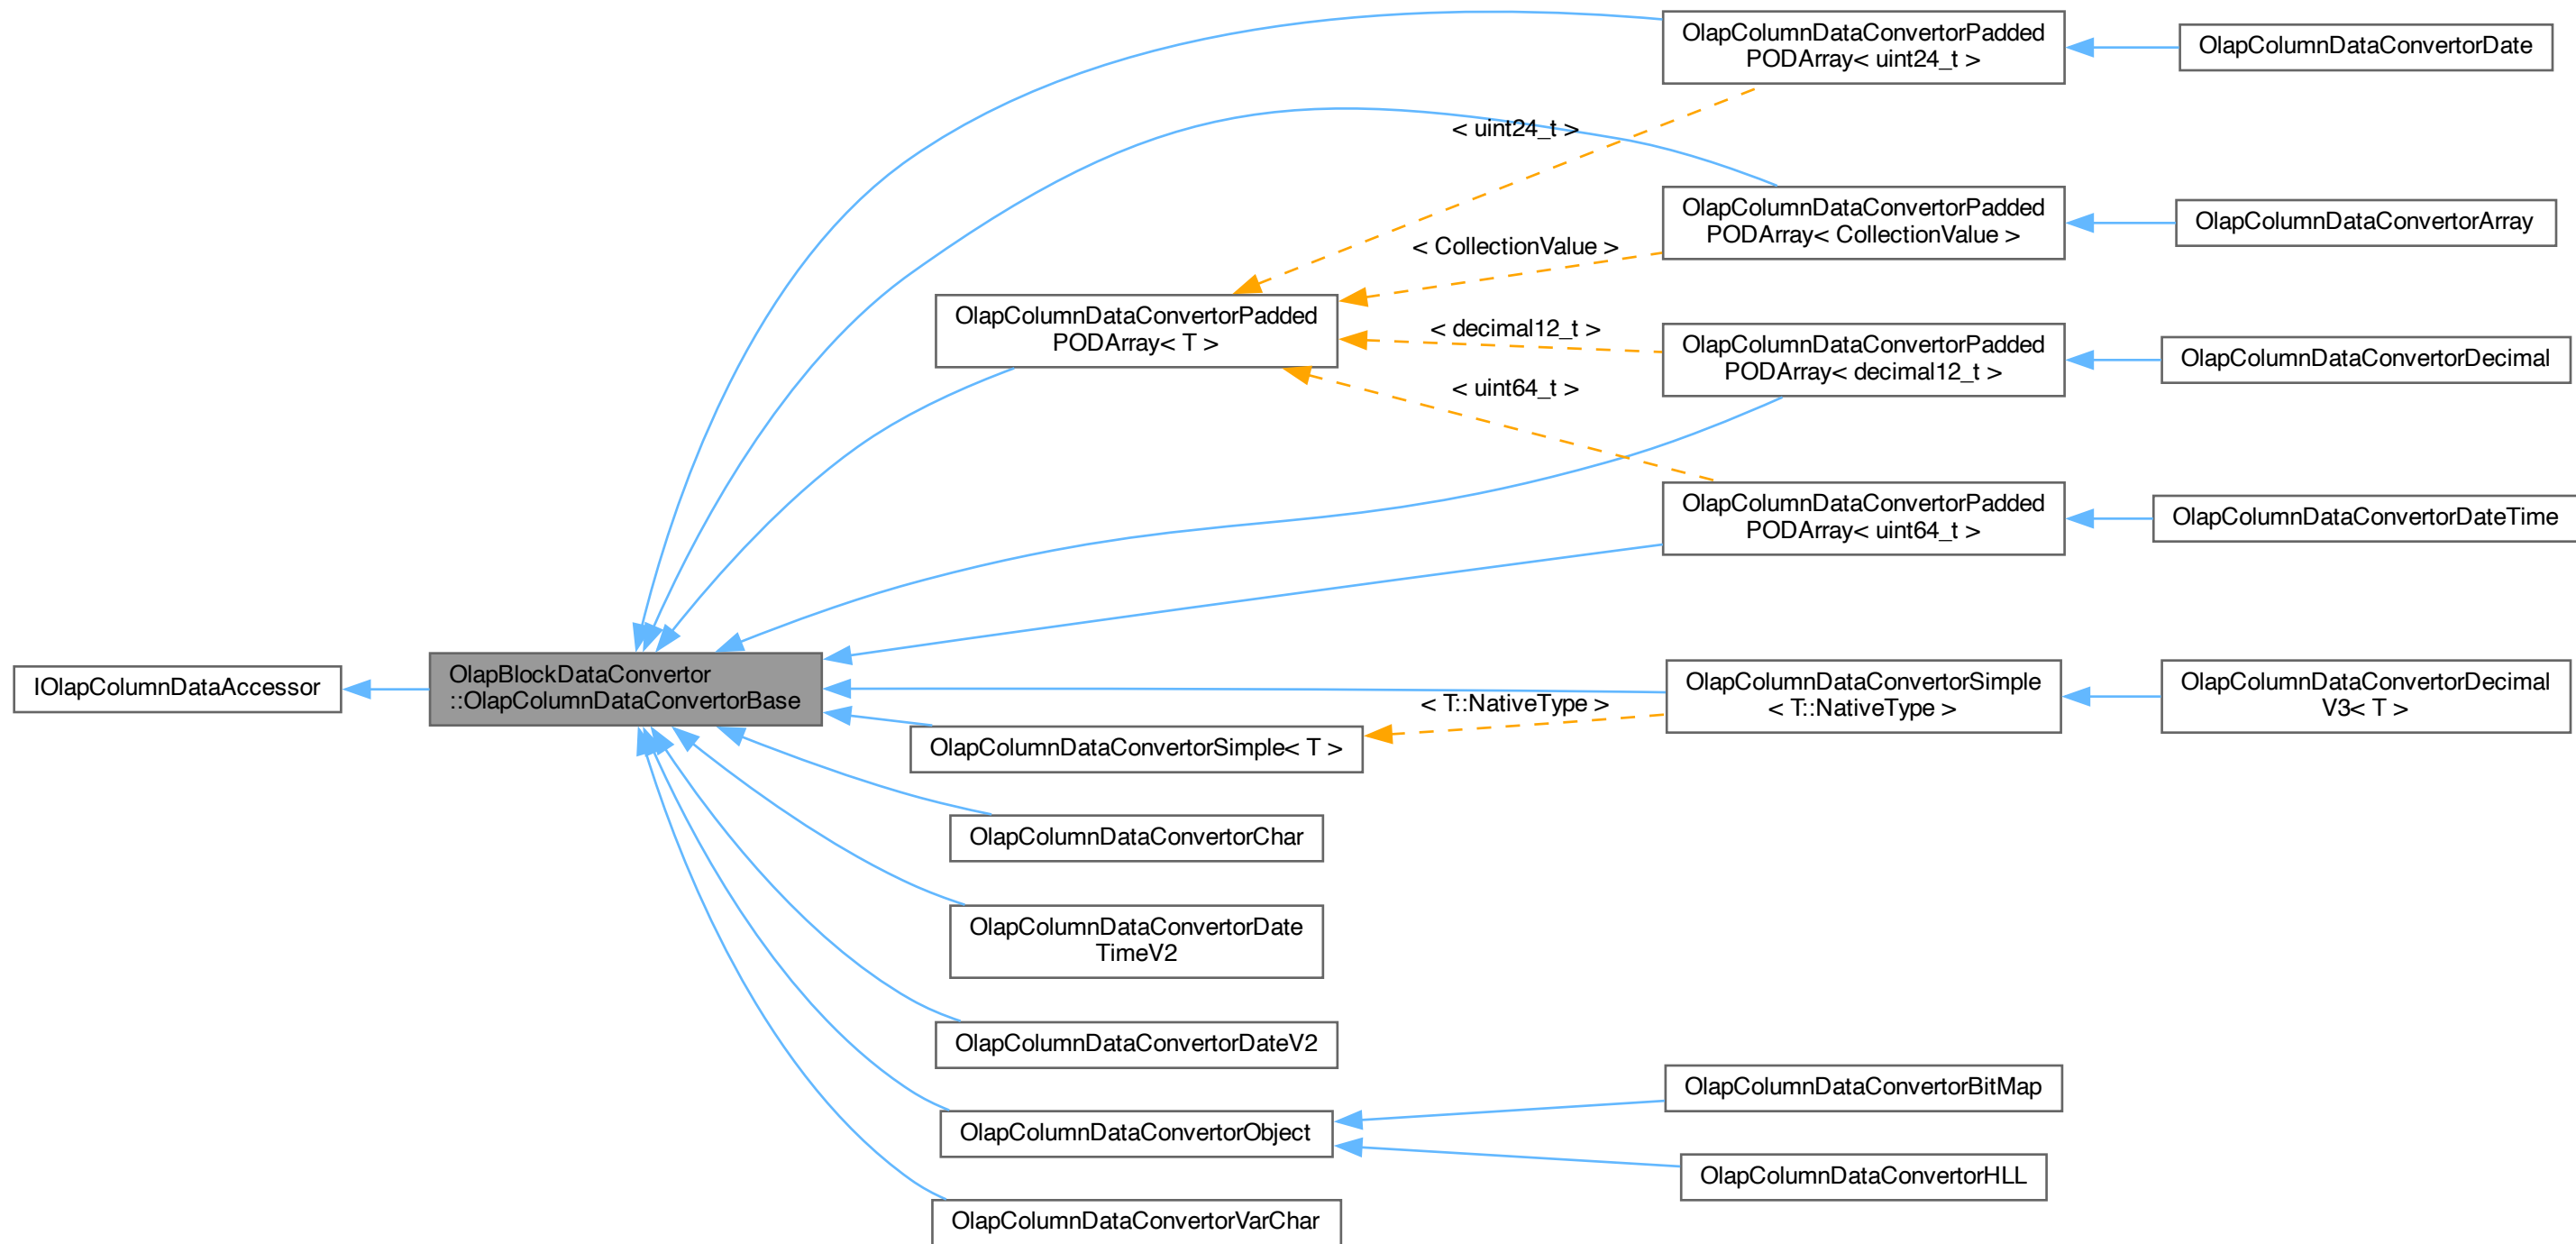 OlapColumnDataConvertorPadded
PODArray< uint24_t >
OlapColumnDataConvertorDate
< uint24_t >
OlapColumnDataConvertorPadded
PODArray< CollectionValue >
OlapColumnDataConvertorArray
< CollectionValue >
OlapColumnDataConvertorPadded
PODArray< T >
< decimal12_t >
OlapColumnDataConvertorPadded
PODArray< decimal12_t >
OlapColumnDataConvertorDecimal
< uint64_t >
OlapColumnDataConvertorPadded
PODArray< uint64_t >
OlapColumnDataConvertorDateTime
IOlapColumnDataAccessor
OlapBlockDataConvertor
::OlapColumnDataConvertorBase
OlapColumnDataConvertorSimple
< T::NativeType >
OlapColumnDataConvertorDecimal
V3< T >
< T::NativeType >
OlapColumnDataConvertorSimple< T >
OlapColumnDataConvertorChar
OlapColumnDataConvertorDate
TimeV2
OlapColumnDataConvertorDateV2
OlapColumnDataConvertorBitMap
OlapColumnDataConvertorObject
OlapColumnDataConvertorHLL
OlapColumnDataConvertorVarChar